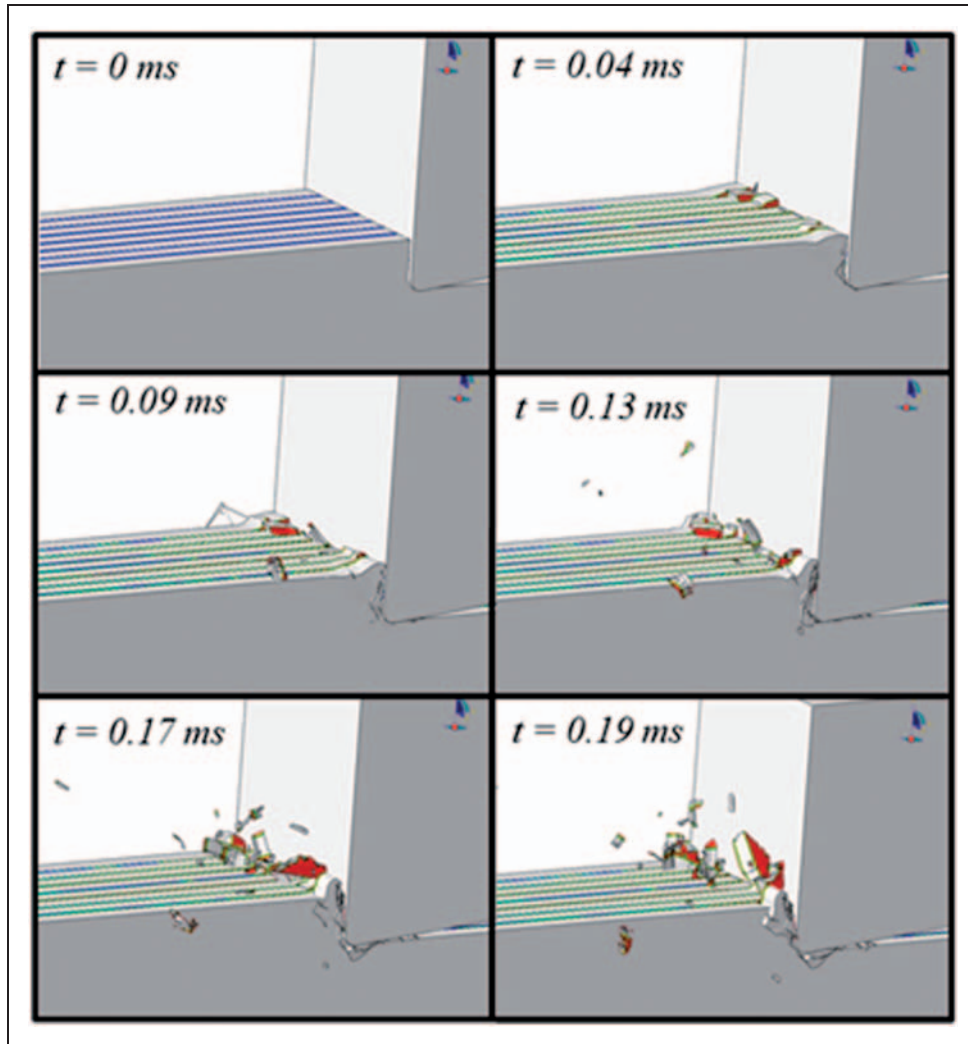 t = 0 ms
t = 0.04 ms
t = 0.09 ms
t = 0.13 ms
t = 0.17 ms
t = 0.19 ms